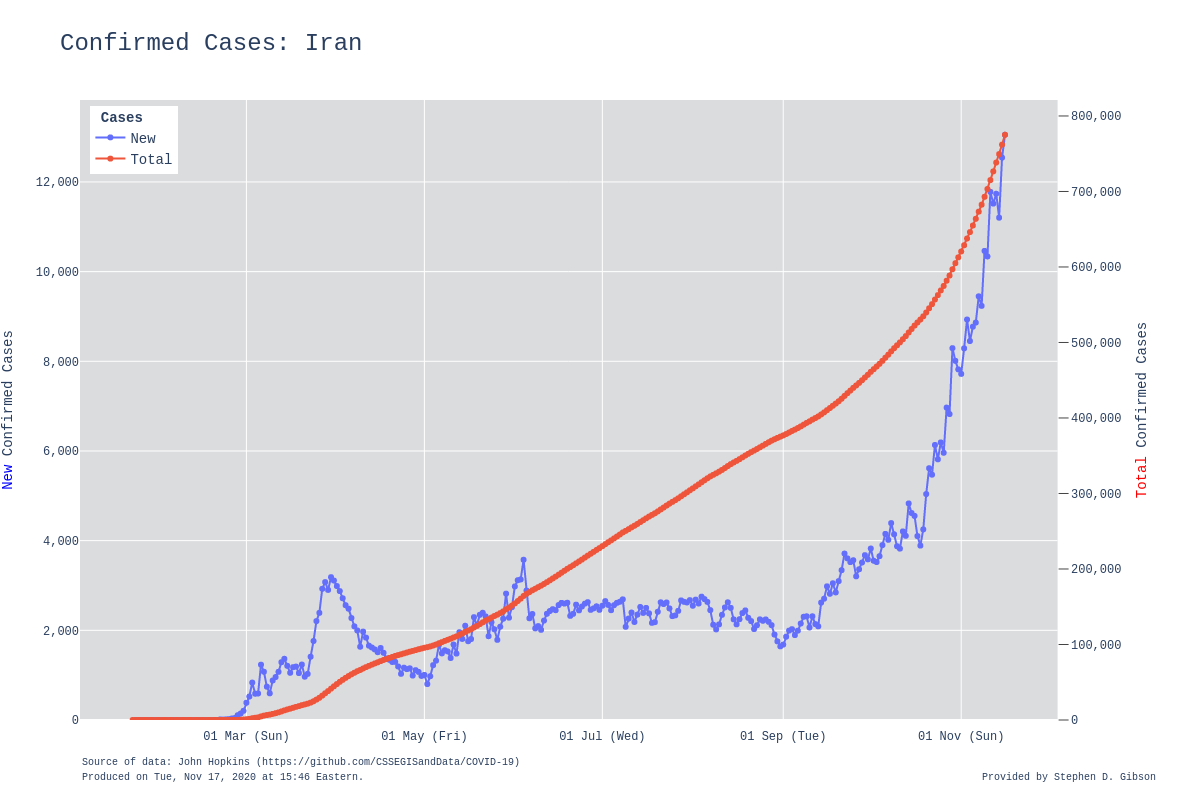 Confirmed Cases: Iran
Cases
New
Total
12,000
10,000
8,000
6,000
4,000
2,000
0
New Confirmed Cases
800,000
700,000
600,000
500,000
400,000
300,000
200,000
100,000
0
Total Confirmed Cases
01 Mar (Sun) 01 May (Fri) 01 Jul (Wed) 01 Sep (Tue) 01 Nov (Sun)
Source of data: John Hopkins (https://github.com/CSSEGISandData/COVID-19)
Produced on Tue, Nov 17, 2020 at 15:46 Eastern.
Provided by Stephen D. Gibson